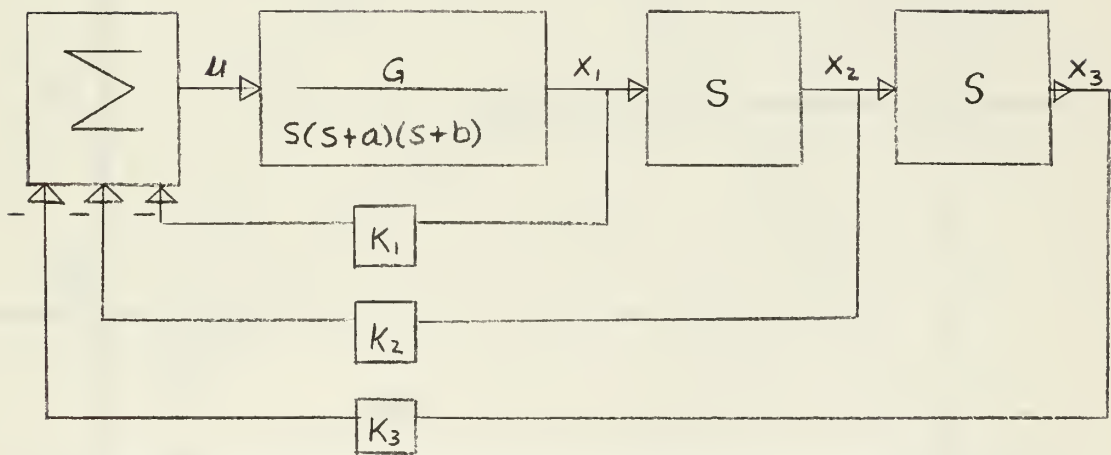 Σ
u
G
S(S+a)(S+b)
X₁
S
X₂
S
X₃
- - -
K₁
K₂
K₃